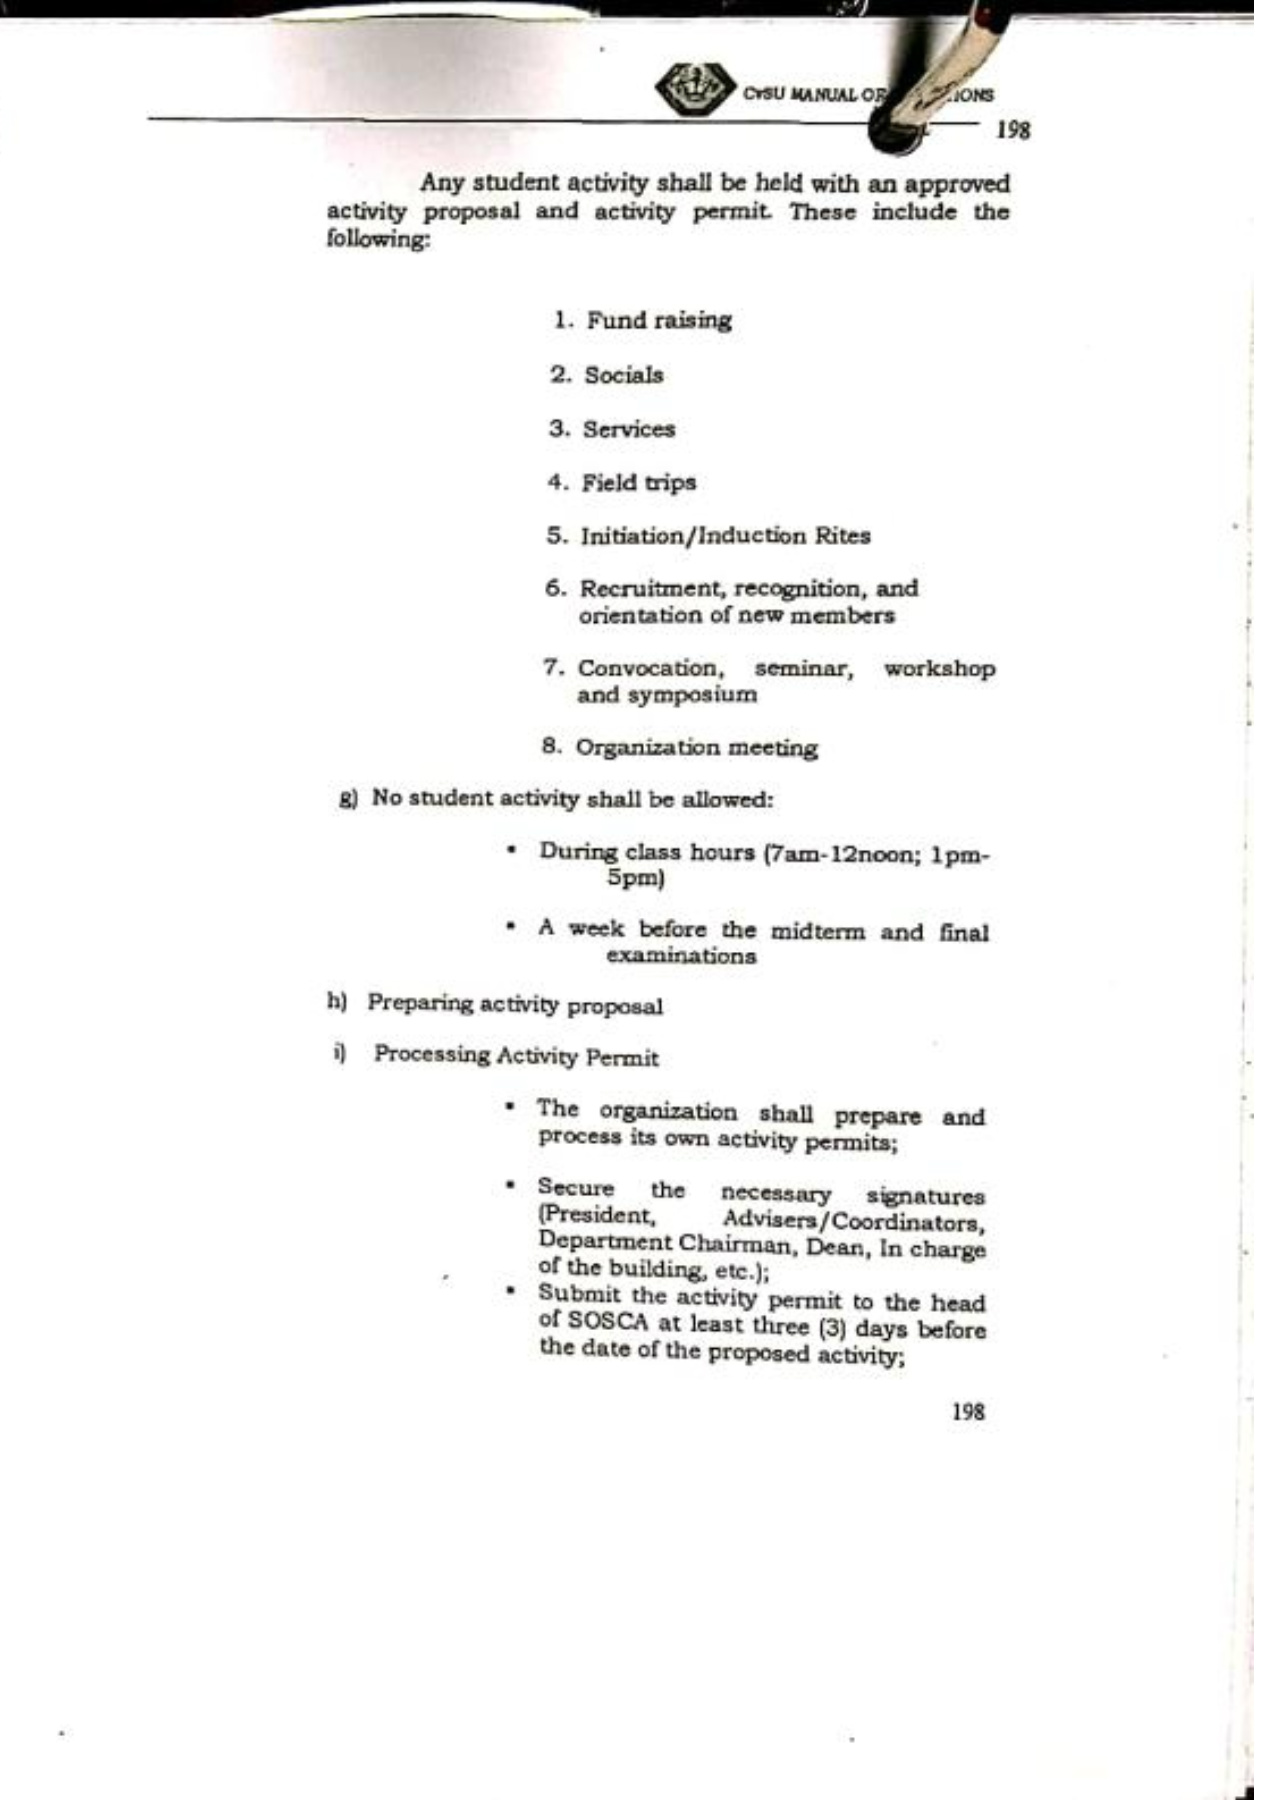 CvSU MANUAL OF
198
Any student activity shall be held with an approved
activity proposal and activity permit. These include the
following:
1. Fund raising
2. Socials
3. Services
4. Field trips
5. Initiation/Induction Rites
6. Recruitment, recognition, and
orientation of new members
7. Convocation, seminar, workshop
and symposium
8. Organization meeting
g) No student activity shall be allowed:
▪ During class hours (7am-12noon; 1pm-
5pm)
▪ A week before the midterm and final
examinations
h) Preparing activity proposal
i) Processing Activity Permit
▪ The organization shall prepare and
process its own activity permits;
▪ Secure the necessary signatures
(President, Advisers/Coordinators,
Department Chairman, Dean, In charge
of the building, etc.);
▪ Submit the activity permit to the head
of SOSCA at least three (3) days before
the date of the proposed activity;
198